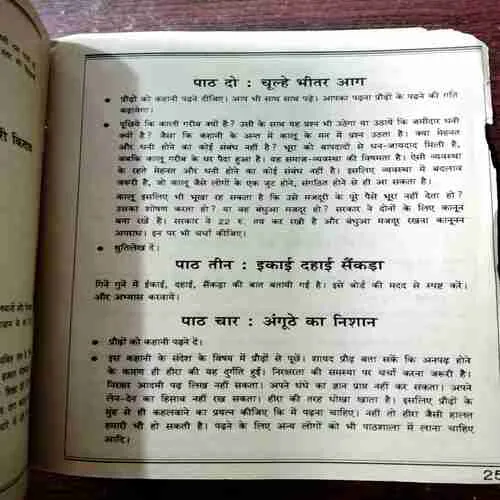 री किताब
पाठ दो : चूल्हे भीतर आग
• प्रौढ़ों को कहानी पढ़ने दीजिए। आप भी साथ साथ पढ़ें। आपका पढ़ना प्रौढ़ों के पढ़ने की गति
बढ़ायेगा।
• पूछिये कि काली गरीब क्यों है? उसी के साथ यह प्रश्न भी उठेगा या उठायें कि जमींदार धनी
क्यों है? जैसा कि कहानी के अन्त में कालू के मन में प्रश्न उठता है। क्या मेहनत
और धनी होने का कोई संबंध नहीं है? भूरा को बापदादों से धन-जायदाद मिली है,
जबकि कालू गरीब के घर पैदा हुआ है। यह समाज-व्यवस्था की विषमता है। ऐसी व्यवस्था
के रहते मेहनत और धनी होने का कोई संबंध नहीं है। इसलिए व्यवस्था में बदलाव
जरूरी है, जो कालू जैसे लोगों के एक जुट होने, संगठित होने से ही आ सकता है।
कालू इसलिए भी भूखा रह सकता है कि उसे मजदूरी के पूरे पैसे भूरा नहीं देता हो?
उसका शोषण करता हो? या वह बंधुआ मजदूर हो? सरकार ने दोनों के लिए कानून
बना रखे हैं। सरकार ने 22 रु. तय कर रखी है और बंधुआ मजदूर रखना कानूनन
अपराध। इन पर भी चर्चा कीजिए।
• श्रुतिलेख दें।
पाठ तीन : इकाई दहाई सैंकड़ा
गिनें गुनें में ईकाई, दहाई, सैंकड़ा की बात बतायी गई है। इसे बोर्ड की मदद से स्पष्ट करें।
और अभ्यास करवायें।
पाठ चार : अंगूठे का निशान
• प्रौढ़ों को कहानी पढ़ने दें।
• इस कहानी के संदेश के विषय में प्रौढ़ों से पूछें। शायद प्रौढ़ बता सकें कि अनपढ़ होने
के कारण ही हीरा की यह दुर्गति हुई। निरक्षरता की समस्या पर चर्चा करना जरूरी है।
निरक्षर आदमी पढ़ लिख नहीं सकता। अपने धंधे का ज्ञान प्राप्त नहीं कर सकता। अपने
लेन-देन का हिसाब नहीं रख सकता। हीरा की तरह धोखा खाता है। इसलिए प्रौढ़ों के
मुंह से ही कहलवाने का प्रयत्न कीजिए कि में पढ़ना चाहिए। नहीं तो हीरा जैसी हालत
हमारी भी हो सकती है। पढ़ने के लिए अन्य लोगों को भी पाठशाला में लाना चाहिए
आदि।
25